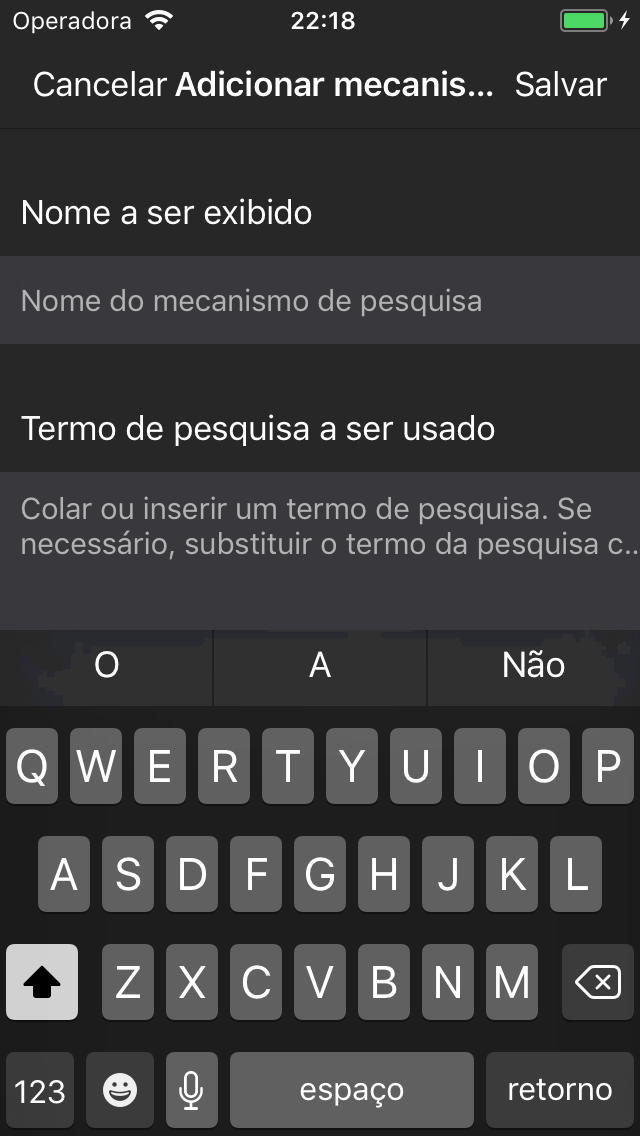 Operadora 22:18
Cancelar Adicionar mecanis... Salvar
Nome a ser exibido
Nome do mecanismo de pesquisa
Termo de pesquisa a ser usado
Colar ou inserir um termo de pesquisa. Se
necessário, substituir o termo da pesquisa c...
O A Não
Q W E R T Y U I O P
A S D F G H J K L
Z X C V B N M
123 espaço retorno